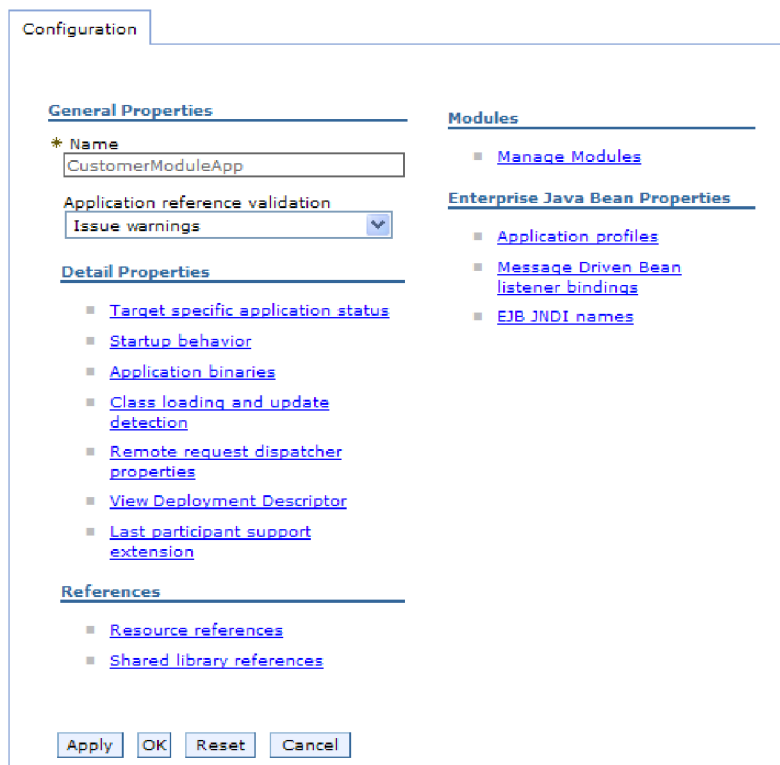 Configuration
General Properties
* Name
CustomerModuleApp
Application reference validation
Issue warnings
Detail Properties
Target specific application status
Startup behavior
Application binaries
Class loading and update
detection
Remote request dispatcher
properties
View Deployment Descriptor
Last participant support
extension
References
Resource references
Shared library references
Modules
Manage Modules
Enterprise Java Bean Properties
Application profiles
Message Driven Bean
listener bindings
EJB JNDI names
Apply OK Reset Cancel